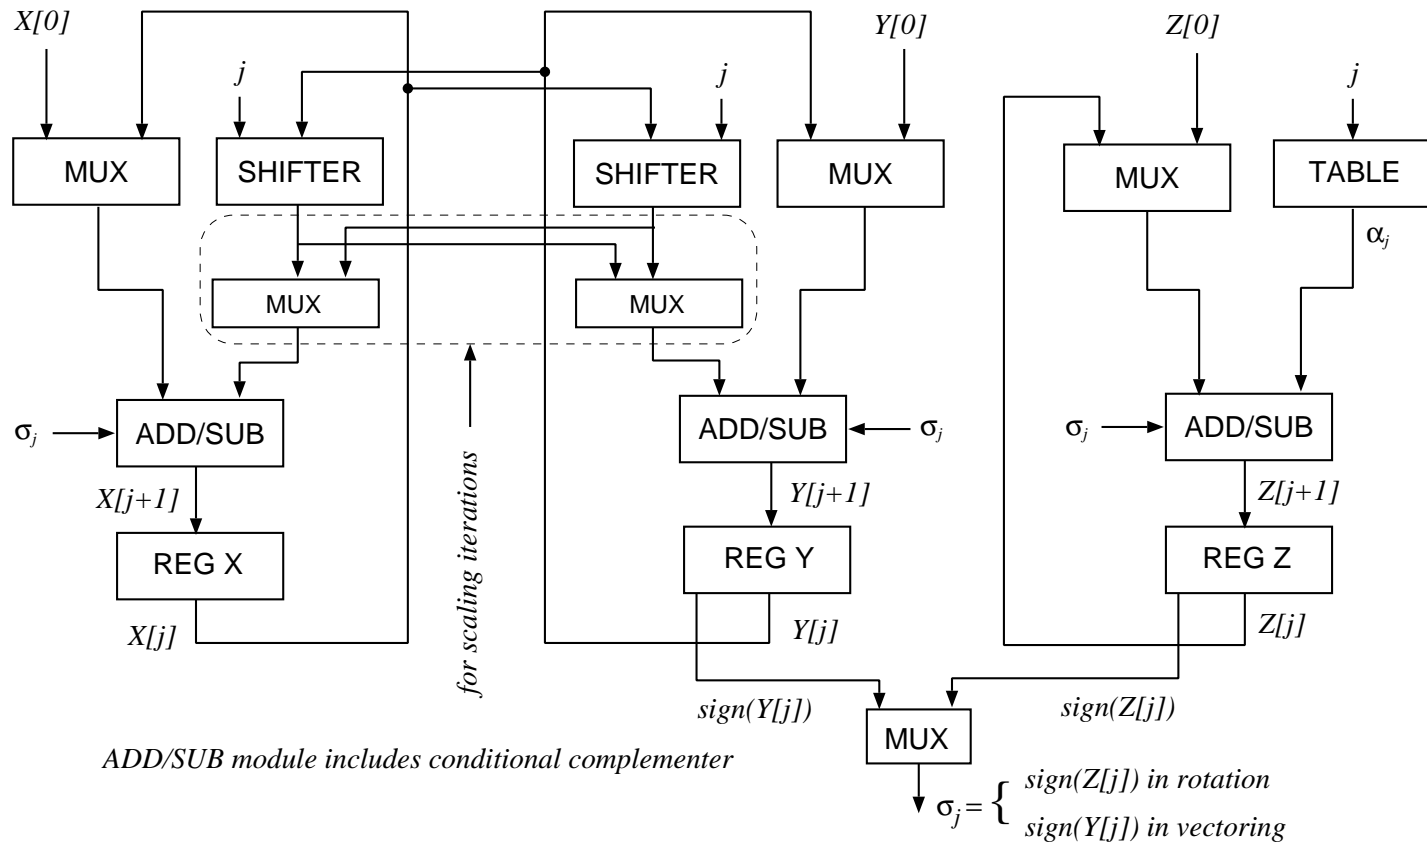 X[0]
Y[0]
Z[0]
j
j
j
MUX
SHIFTER
SHIFTER
MUX
MUX
TABLE
αj
MUX
MUX
σj
ADD/SUB
ADD/SUB
σj
σj
ADD/SUB
X[j+1]
Y[j+1]
Z[j+1]
REG X
REG Y
REG Z
X[j]
Y[j]
Z[j]
for scaling iterations
sign(Y[j])
sign(Z[j])
MUX
ADD/SUB module includes conditional complementer
σj = { sign(Z[j]) in rotation
sign(Y[j]) in vectoring